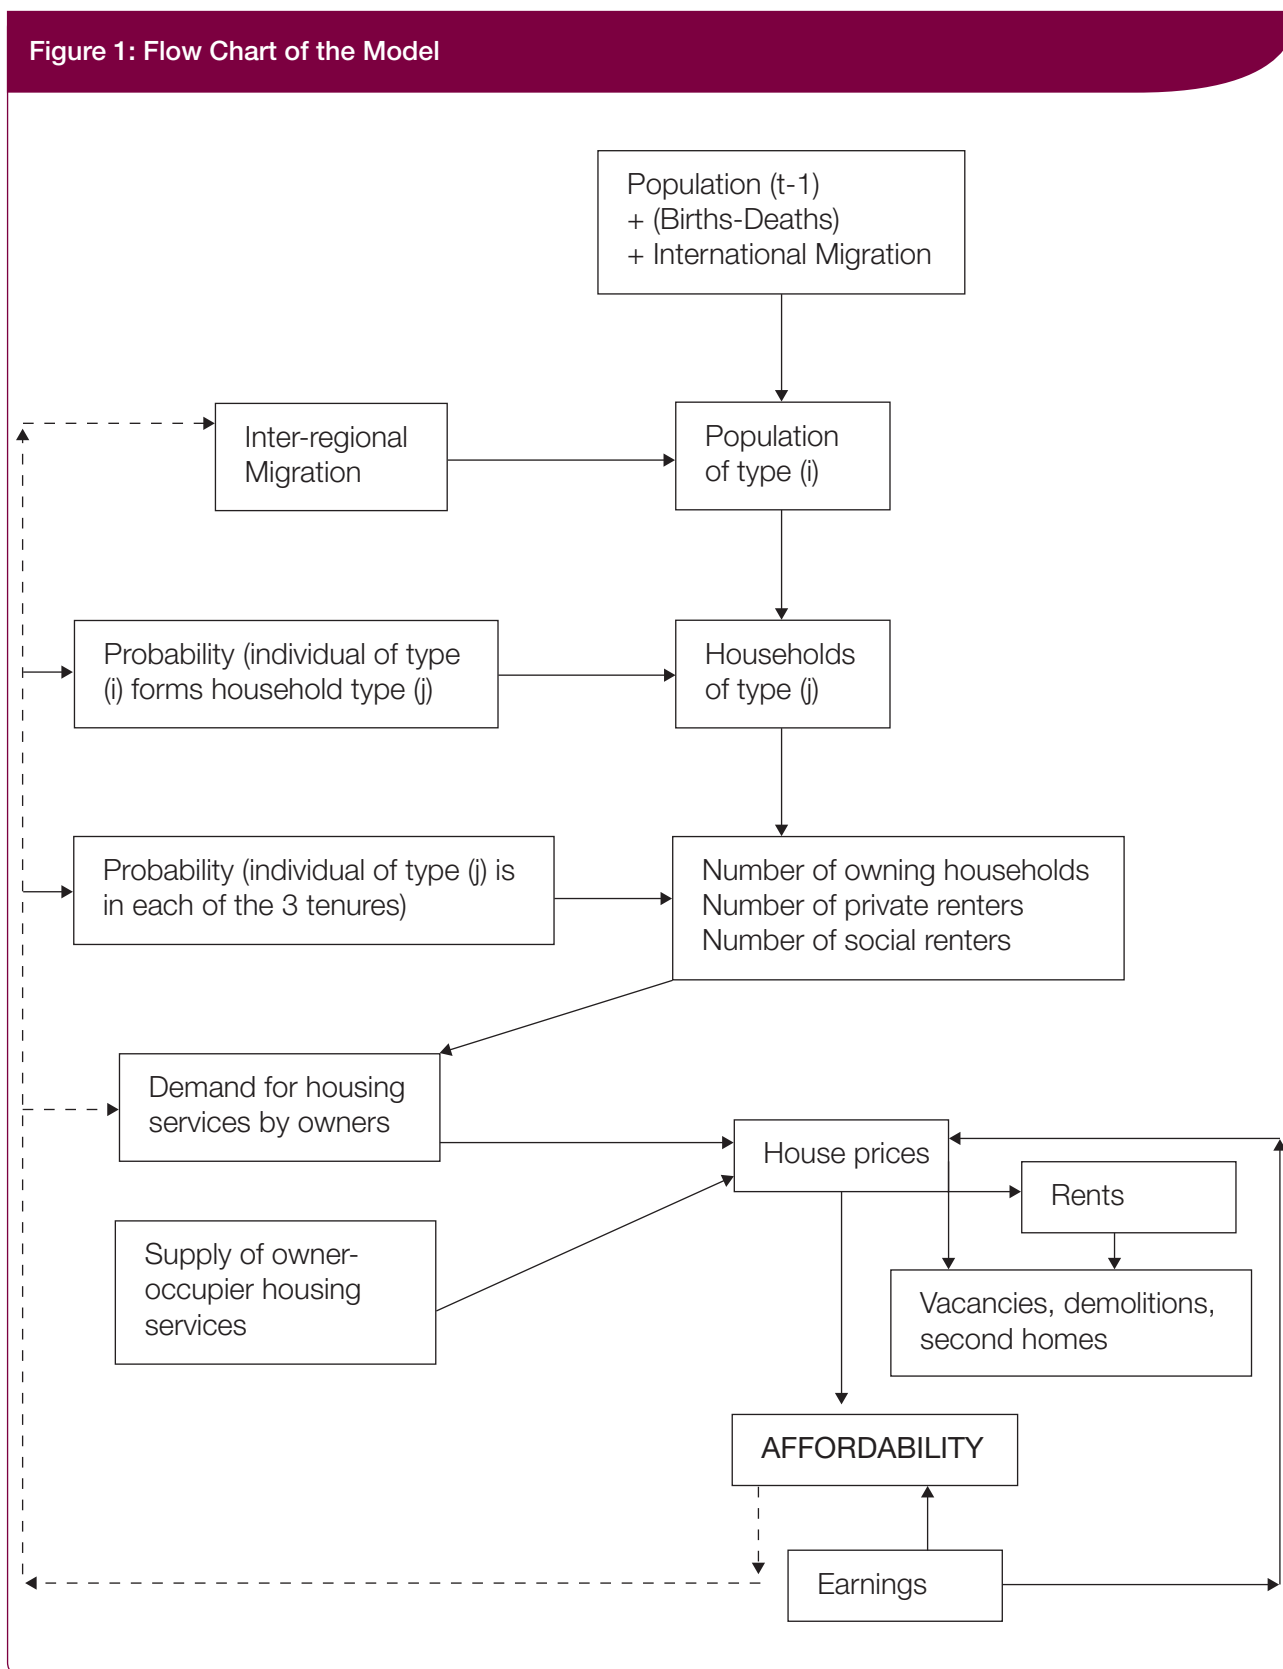 Figure 1: Flow Chart of the Model
Population (t-1)
+ (Births-Deaths)
+ International Migration
Inter-regional
Migration
Population
of type (i)
Probability (individual of type
(i) forms household type (j)
Households
of type (j)
Probability (individual of type (j) is
in each of the 3 tenures)
Number of owning households
Number of private renters
Number of social renters
Demand for housing
services by owners
House prices
Rents
Supply of owner-
occupier housing
services
Vacancies, demolitions,
second homes
AFFORDABILITY
Earnings